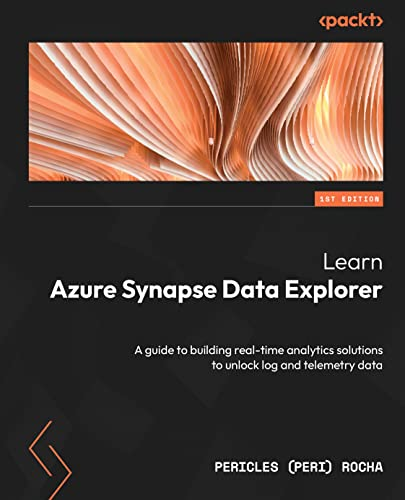 <packt>
1ST EDITION
Learn
Azure Synapse Data Explorer
A guide to building real-time analytics solutions
to unlock log and telemetry data
PERICLES (PERI) ROCHA